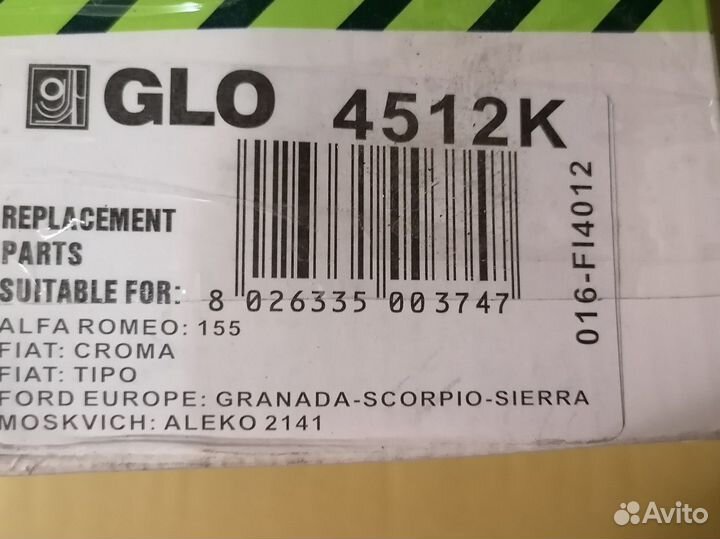 GLO 4512K
REPLACEMENT
PARTS
SUITABLE FOR:
8 026335 003747
016-FI4012
ALFA ROMEO: 155
FIAT: CROMA
FIAT: TIPO
FORD EUROPE: GRANADA-SCORPIO-SIERRA
MOSKVICH: ALEKO 2141
Avito